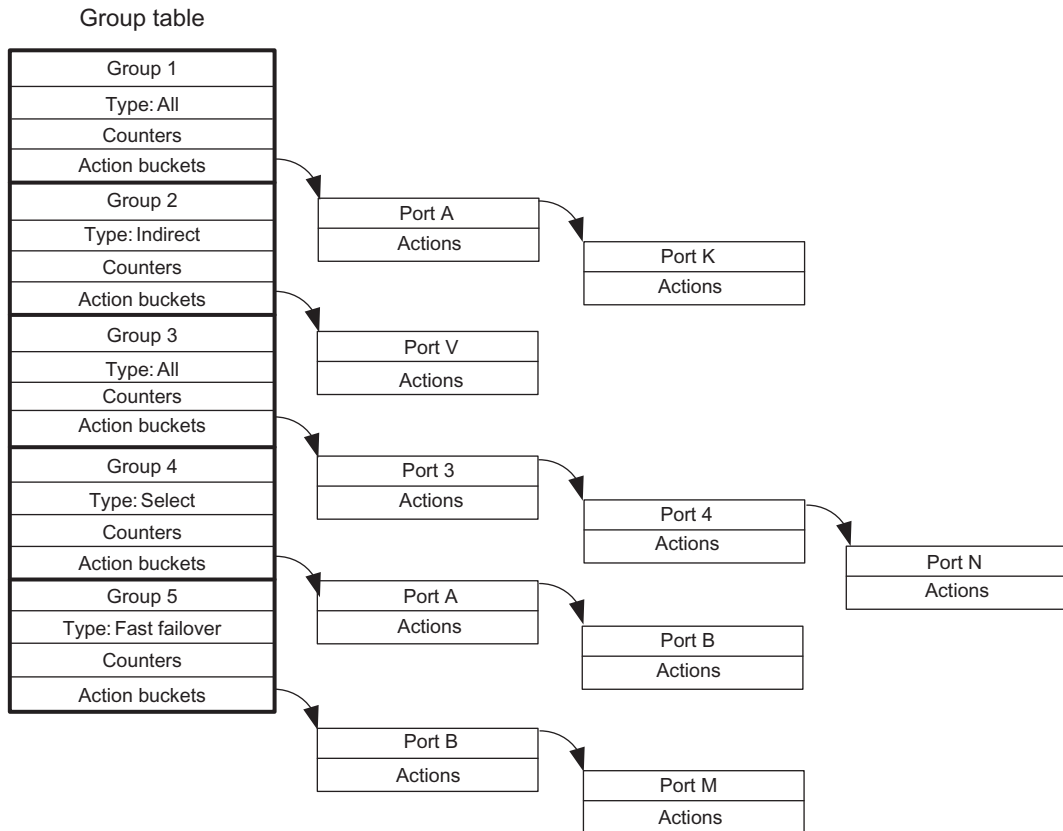 Group table
Group 1
Type: All
Counters
Action buckets
Port A
Actions
Port K
Actions
Group 2
Type: Indirect
Counters
Action buckets
Port V
Actions
Group 3
Type: All
Counters
Action buckets
Port 3
Actions
Port 4
Actions
Port N
Actions
Group 4
Type: Select
Counters
Action buckets
Port A
Actions
Port B
Actions
Group 5
Type: Fast failover
Counters
Action buckets
Port B
Actions
Port M
Actions